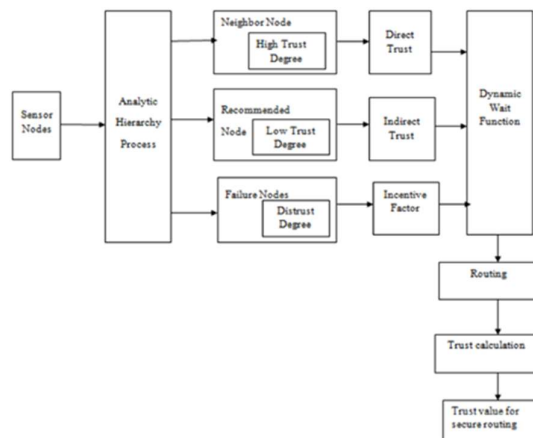 Sensor
Nodes
Analytic
Hierarchy
Process
Neighbor Node
High Trust
Degree
Direct
Trust
Recommended
Node
Low Trust
Degree
Indirect
Trust
Failure Nodes
Distrust
Degree
Incentive
Factor
Dynamic
Wait
Function
Routing
Trust calculation
Trust value for
secure routing